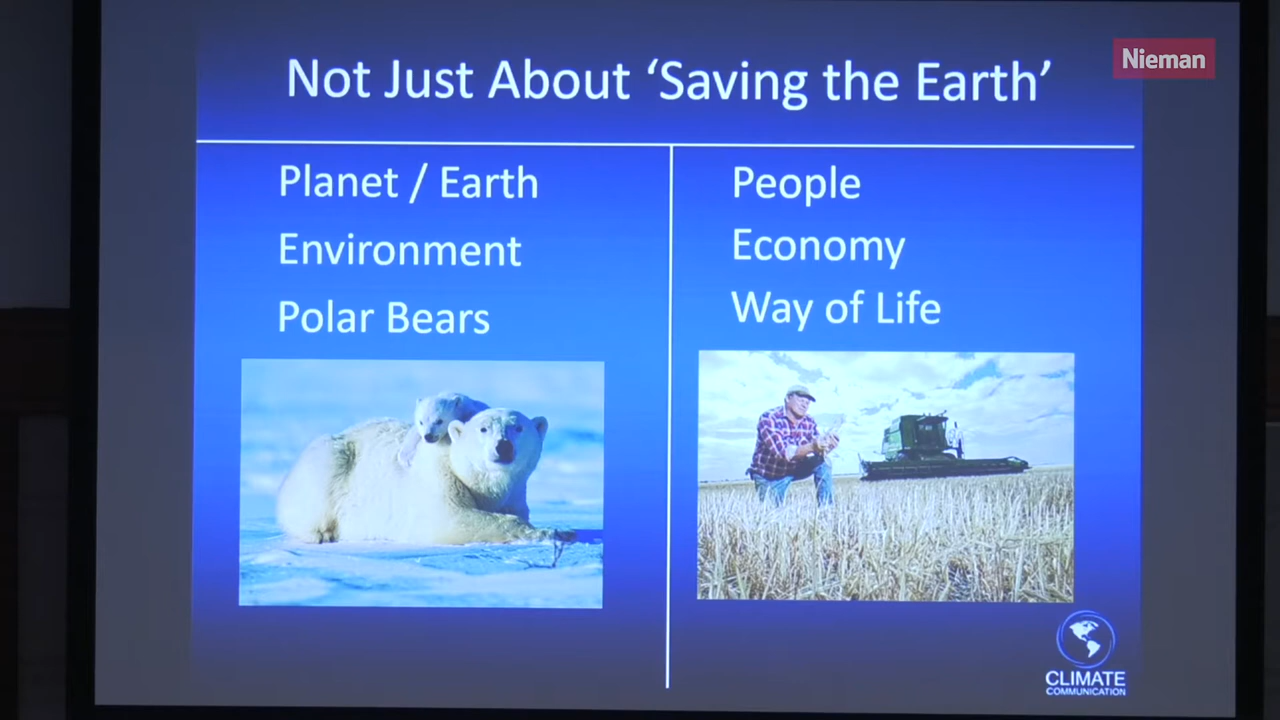 Nieman
Not Just About ‘Saving the Earth’
Planet / Earth
Environment
Polar Bears
People
Economy
Way of Life
CLIMATE
COMMUNICATION